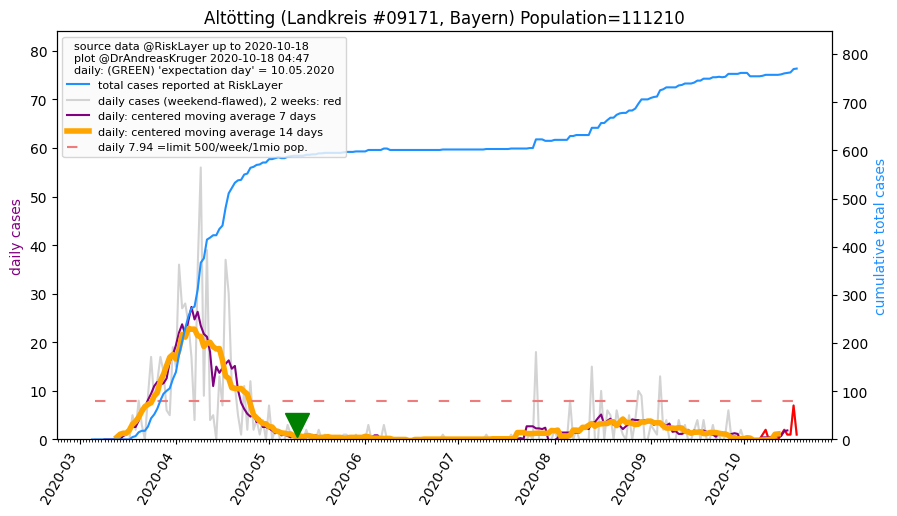 Altötting (Landkreis #09171, Bayern) Population=111210
source data @RiskLayer up to 2020-10-18
plot @DrAndreasKruger 2020-10-18 04:47
daily: (GREEN) 'expectation day' = 10.05.2020
total cases reported at RiskLayer
daily cases (weekend-flawed), 2 weeks: red
daily: centered moving average 7 days
daily: centered moving average 14 days
daily 7.94 =limit 500/week/1mio pop.
daily cases
80
70
60
50
40
30
20
10
0
cumulative total cases
800
700
600
500
400
300
200
100
0
2020-03
2020-04
2020-05
2020-06
2020-07
2020-08
2020-09
2020-10